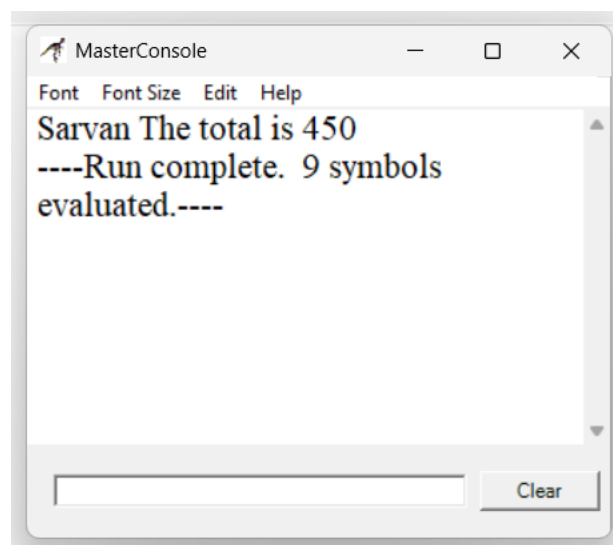 MasterConsole
Font Font Size Edit Help
Sarvan The total is 450
----Run complete.  9 symbols
evaluated.----
Clear